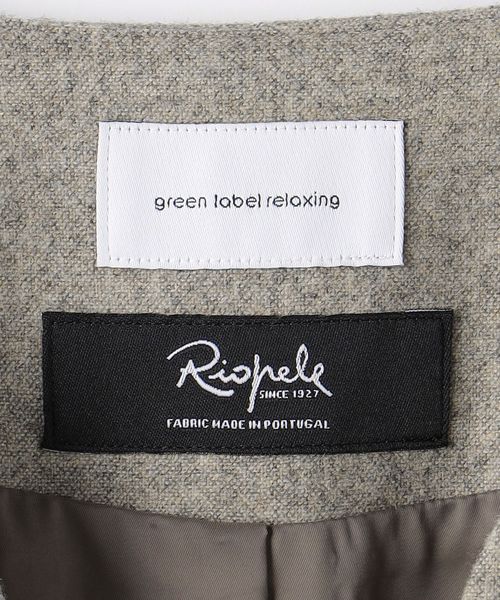 green label relaxing
Riopele
SINCE 1927
FABRIC MADE IN PORTUGAL